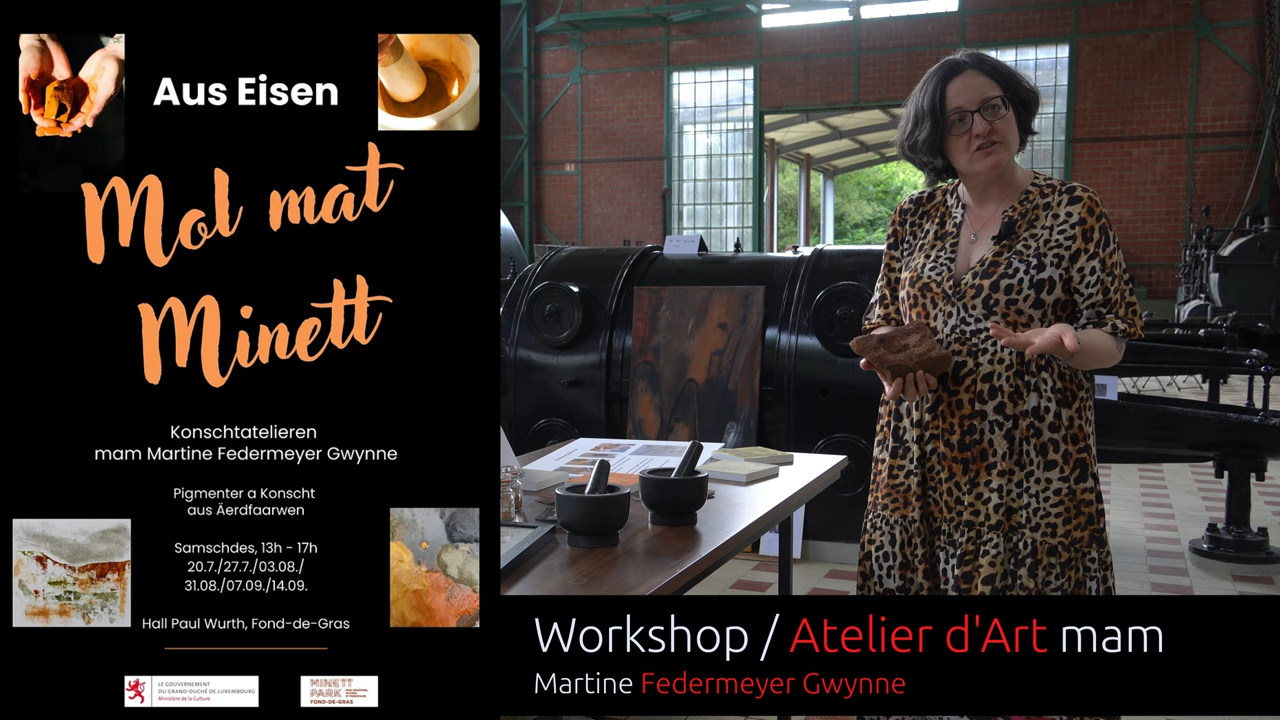 Aus Eisen
Mol mat
Minett
Konschtatelieren
mam Martine Federmeyer Gwynne
Pigmenter a Konscht
aus Äerdfaarwen
Samschdes, 13h - 17h
20.7./27.7./03.08./
31.08./07.09./14.09.
Hall Paul Wurth, Fond-de-Gras
LE GOUVERNEMENT
DU GRAND-DUCHÉ DE LUXEMBOURG
Ministère de la Culture
MINETT
PARK
FOND-DE-GRAS
Workshop / Atelier d'Art mam
Martine Federmeyer Gwynne